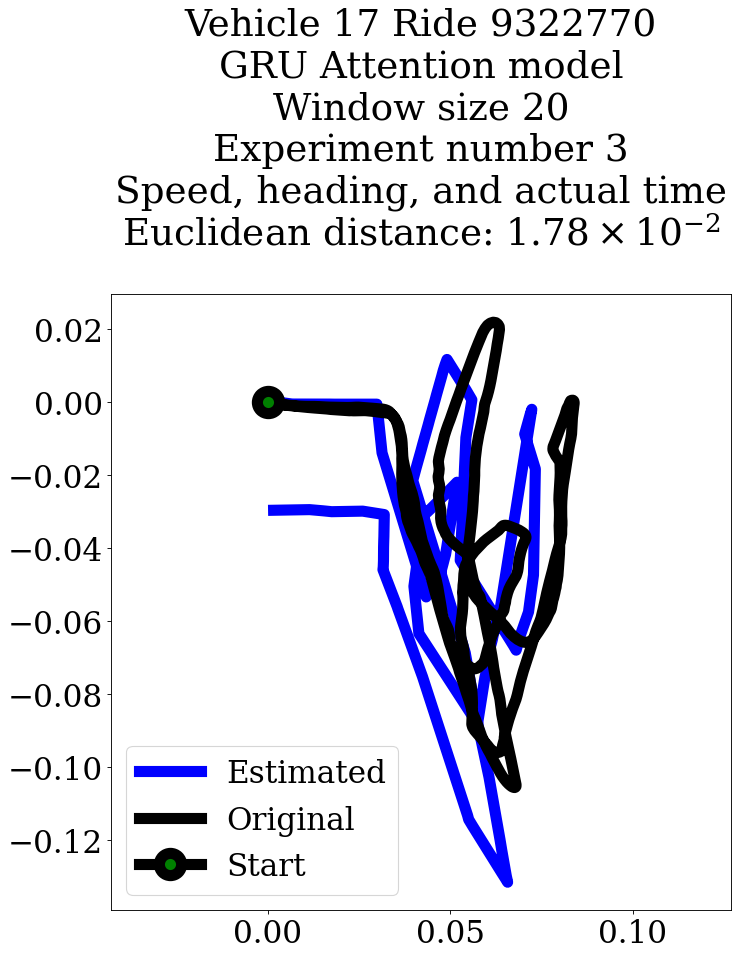 Vehicle 17 Ride 9322770
GRU Attention model
Window size 20
Experiment number 3
Speed, heading, and actual time
Euclidean distance: 1.78 × 10⁻²
0.02
0.00
−0.02
−0.04
−0.06
−0.08
−0.10
−0.12
Estimated
Original
Start
0.00 0.05 0.10